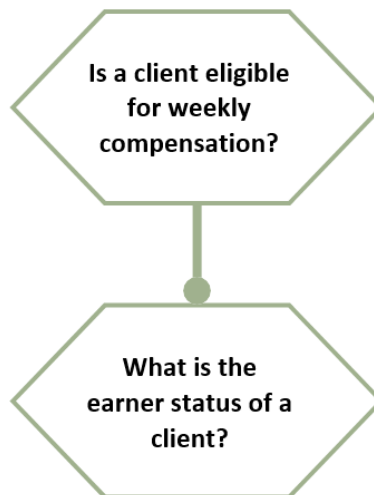 Is a client eligible
for weekly
compensation?
What is the
earner status of a
client?